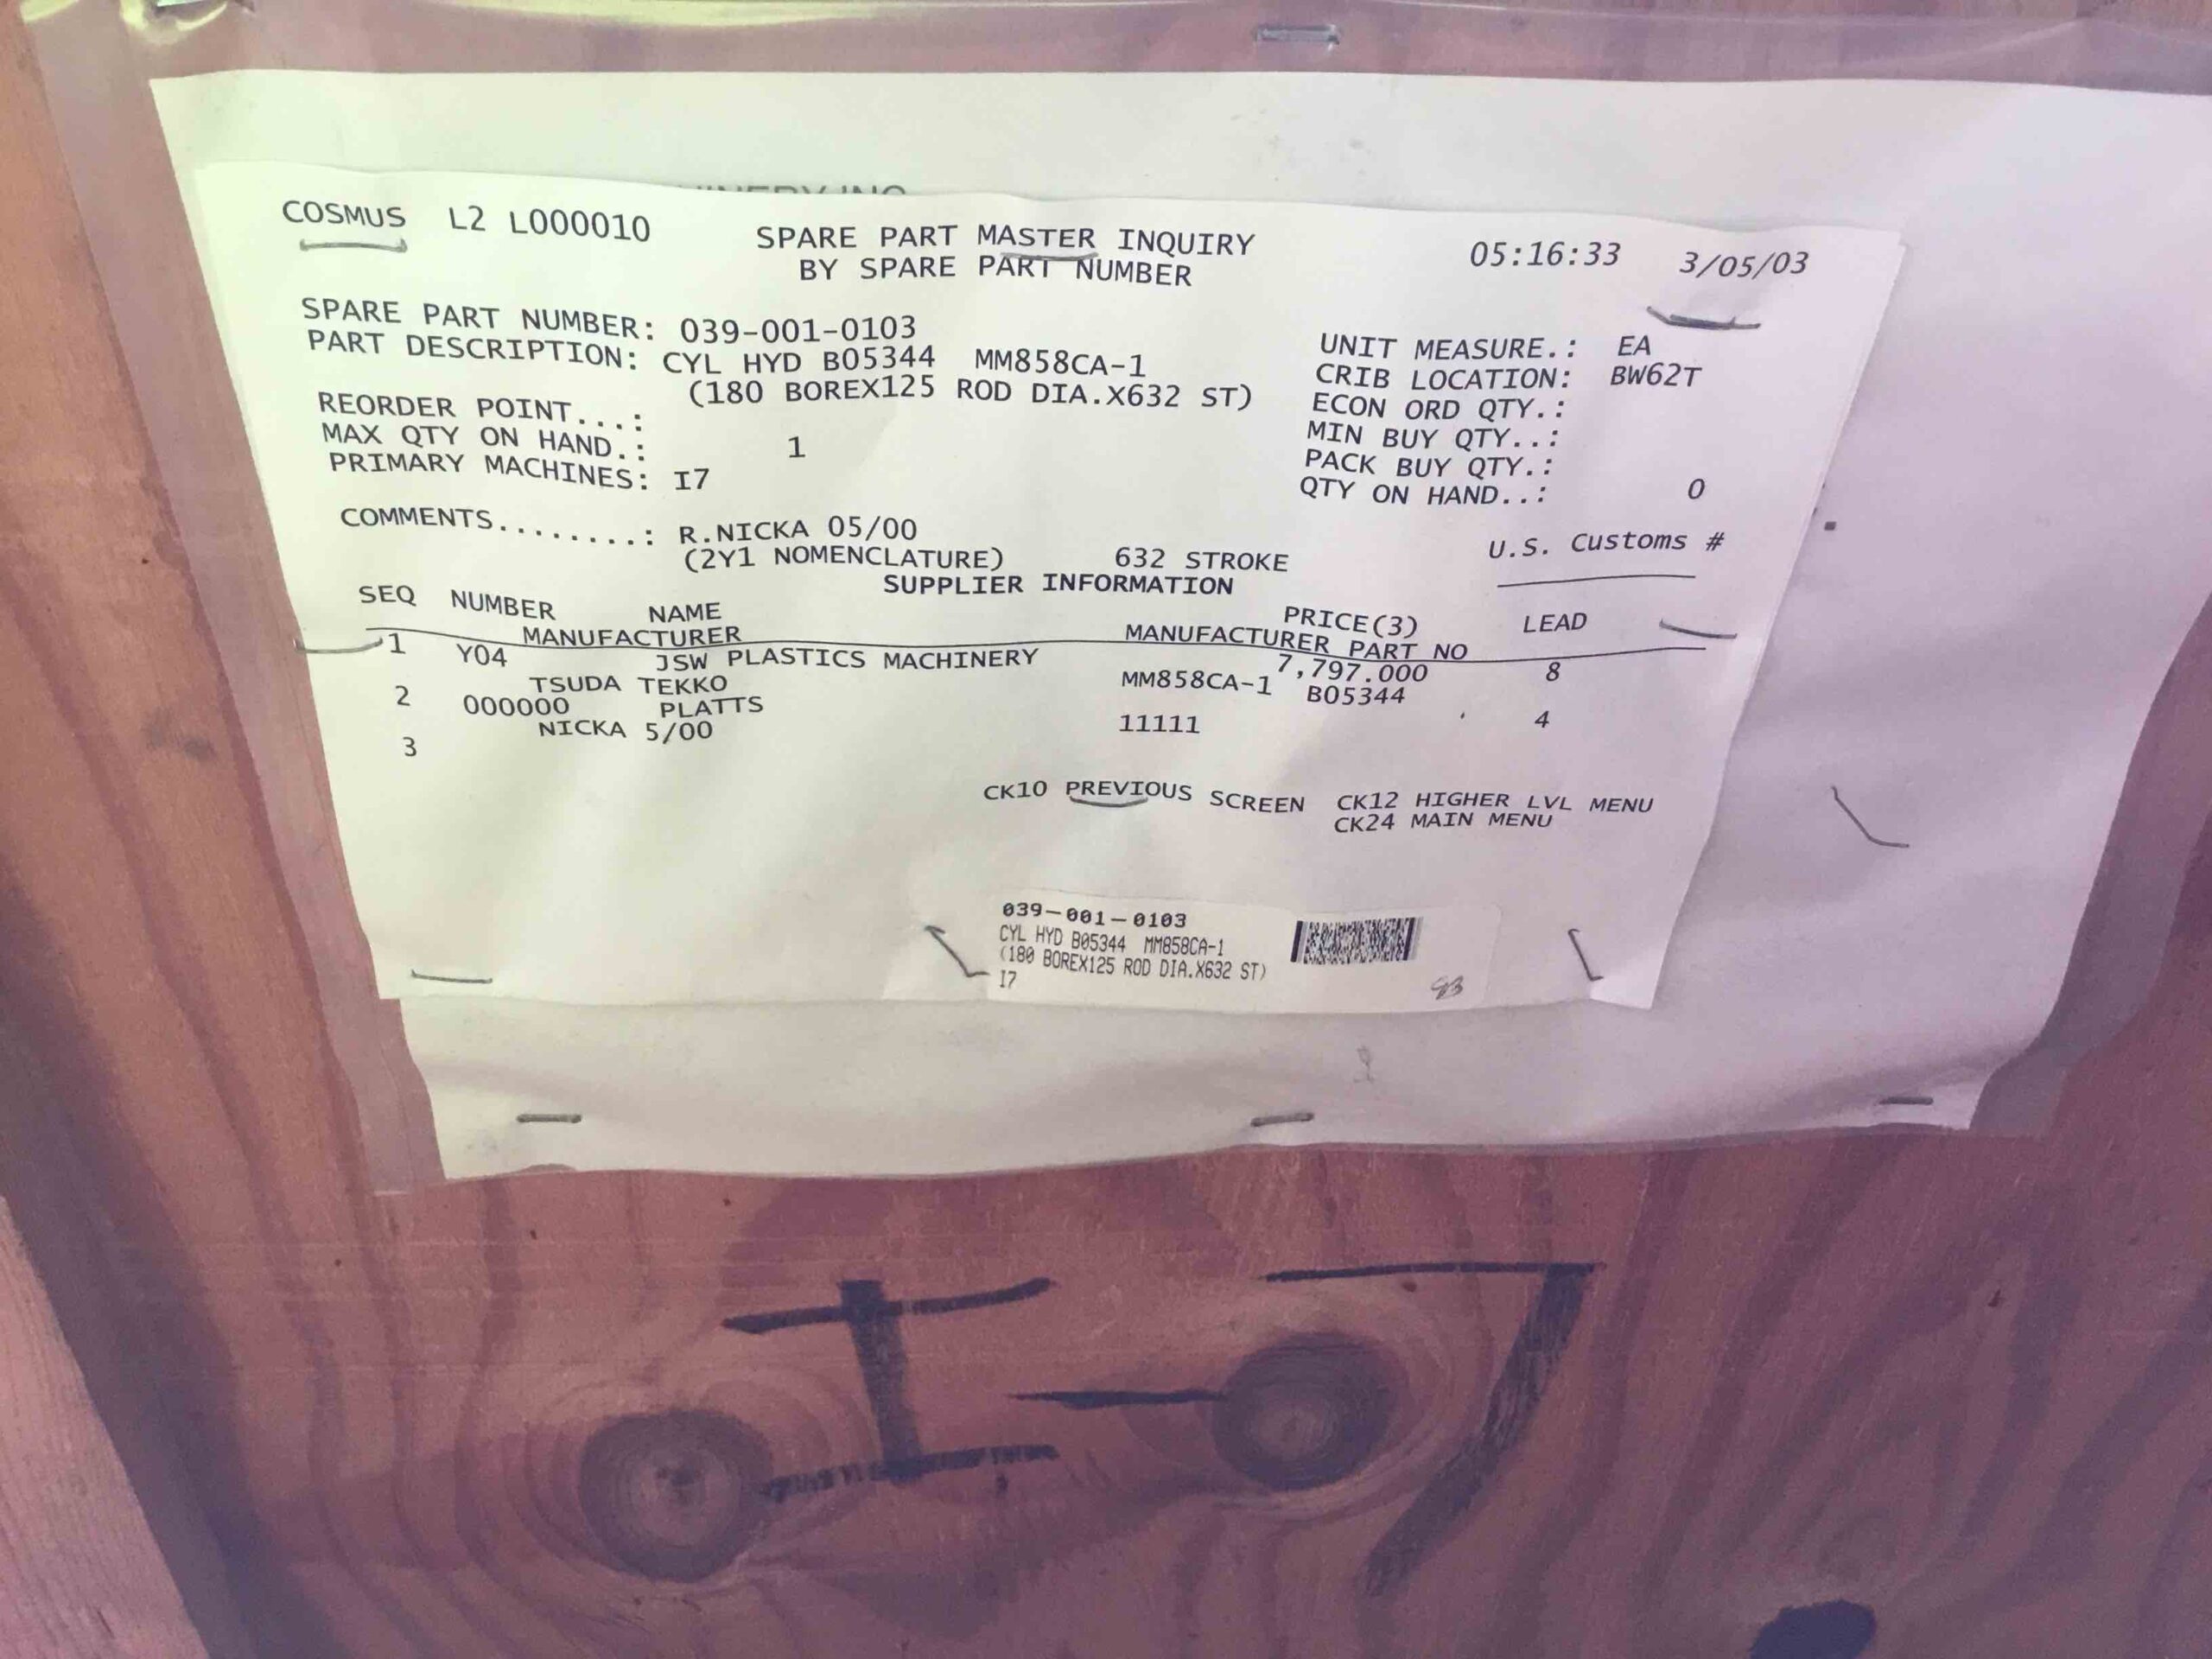 COSMUS L2 L000010 SPARE PART MASTER INQUIRY 05:16:33 3/05/03
BY SPARE PART NUMBER
SPARE PART NUMBER: 039-001-0103
PART DESCRIPTION: CYL HYD B05344 MM858CA-1 UNIT MEASURE.: EA
(180 BOREX125 ROD DIA.X632 ST) CRIB LOCATION: BW62T
REORDER POINT...: ECON ORD QTY.:
MAX QTY ON HAND.: 1 MIN BUY QTY..:
PRIMARY MACHINES: I7 PACK BUY QTY.:
QTY ON HAND..: 0
COMMENTS........: R.NICKA 05/00 U.S. Customs #
(2Y1 NOMENCLATURE) 632 STROKE
SUPPLIER INFORMATION
SEQ NUMBER NAME PRICE(3) LEAD
MANUFACTURER MANUFACTURER PART NO
1 Y04 JSW PLASTICS MACHINERY 7,797.000 8
TSUDA TEKKO MM858CA-1 B05344
2 000000 PLATTS 4
NICKA 5/00 11111
3
CK10 PREVIOUS SCREEN CK12 HIGHER LVL MENU
CK24 MAIN MENU
039-001-0103
CYL HYD B05344 MM858CA-1
(180 BOREX125 ROD DIA.X632 ST)
I7
I-7